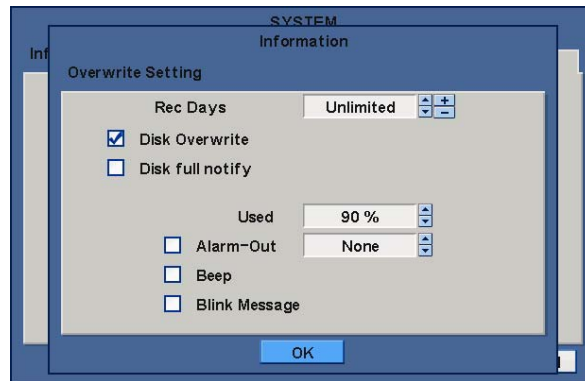 SYSTEM
Information
Inf
Overwrite Setting
Rec Days Unlimited + -
Disk Overwrite
Disk full notify
Used 90 %
Alarm-Out None
Beep
Blink Message
OK